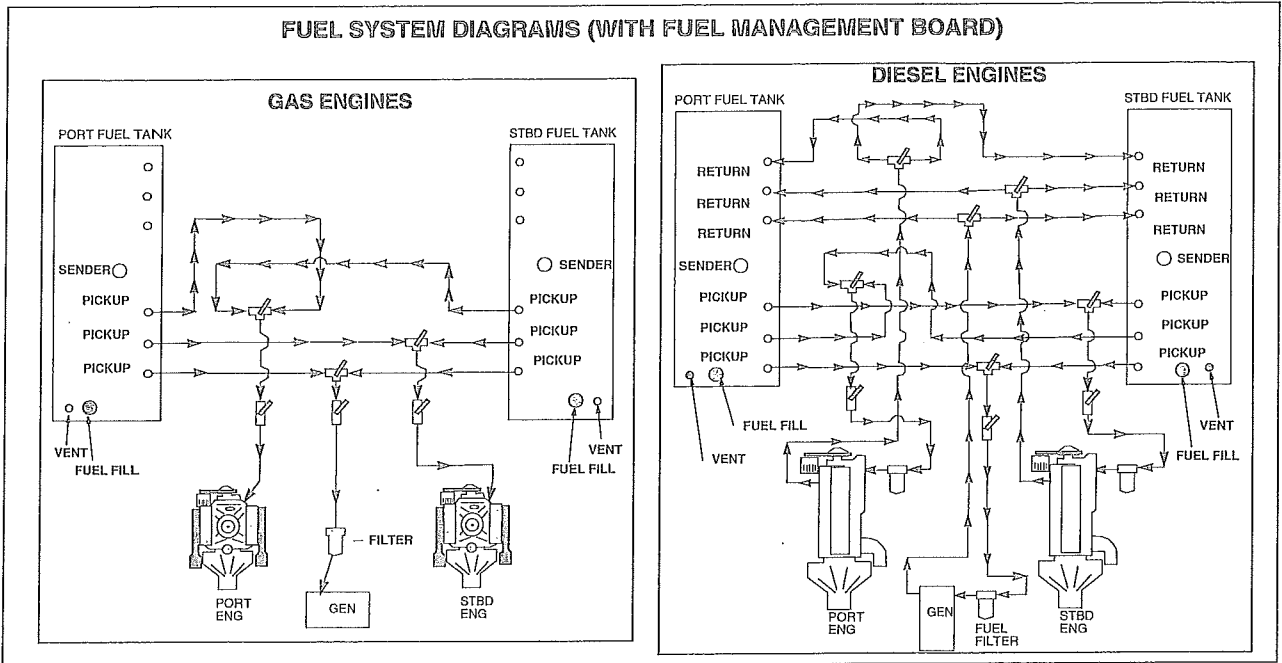 FUEL SYSTEM DIAGRAMS (WITH FUEL MANAGEMENT BOARD)
GAS ENGINES
PORT FUEL TANK
STBD FUEL TANK
SENDER
SENDER
PICKUP
PICKUP
PICKUP
PICKUP
PICKUP
PICKUP
VENT
FUEL FILL
VENT
FUEL FILL
FILTER
PORT
ENG
GEN
STBD
ENG
DIESEL ENGINES
PORT FUEL TANK
STBD FUEL TANK
RETURN
RETURN
RETURN
RETURN
RETURN
RETURN
SENDER
SENDER
PICKUP
PICKUP
PICKUP
PICKUP
PICKUP
PICKUP
FUEL FILL
VENT
VENT
FUEL FILL
PORT
ENG
GEN
FUEL
FILTER
STBD
ENG